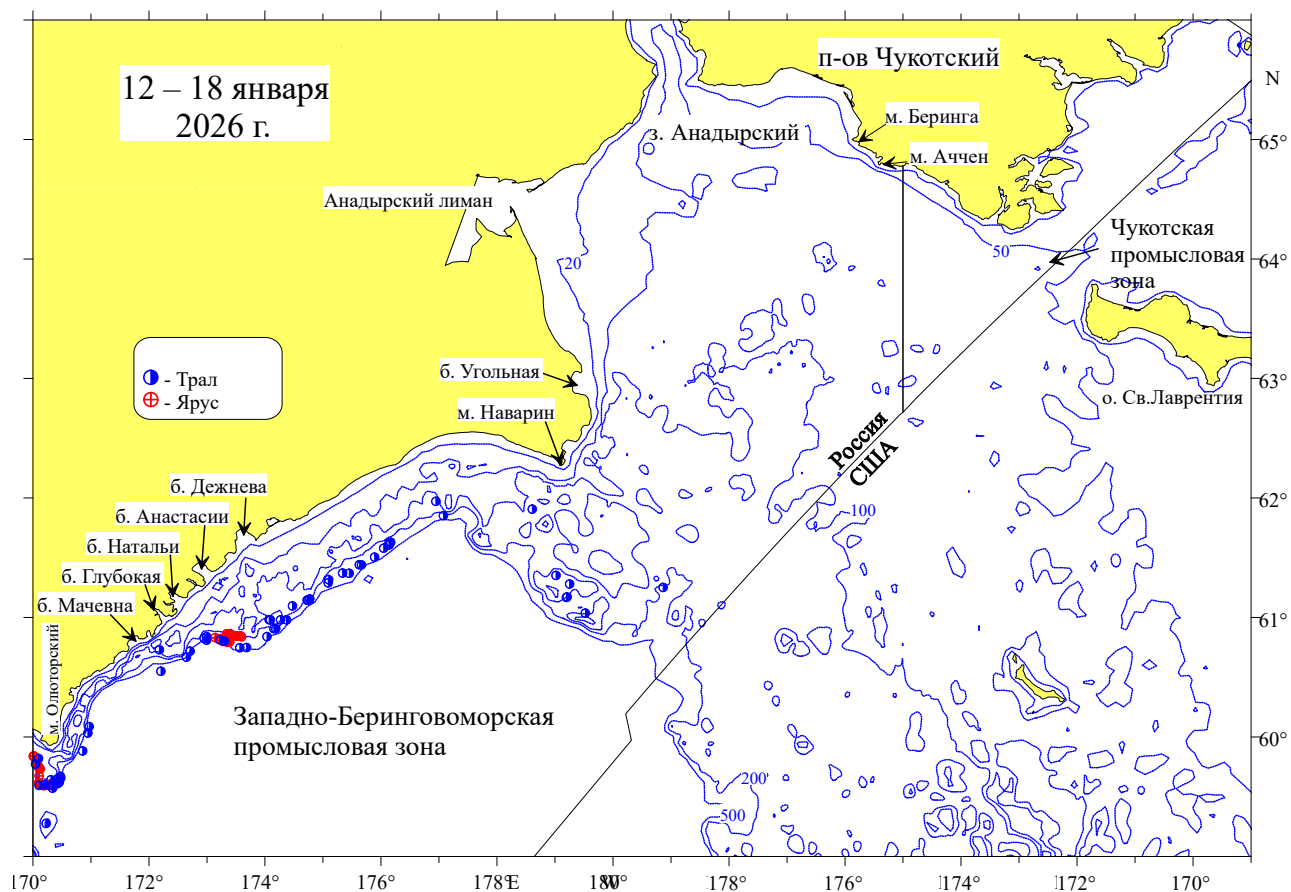 12 – 18 января
2026 г.
п-ов Чукотский
N
м. Беринга
з. Анадырский
65°
м. Аччен
Анадырский лиман
Чукотская
промысловая
зона
50
64°
20
- Трал
- Ярус
б. Угольная
63°
о. Св.Лаврентия
м. Наварин
Россия
США
62°
100
б. Дежнева
б. Анастасии
б. Натальи
б. Глубокая
б. Мачевна
61°
м. Олюторский
Западно-Беринговоморская
промысловая зона
60°
200
500
170° 172° 174° 176° 178° E W 180° 178° 176° 174° 172° 170°